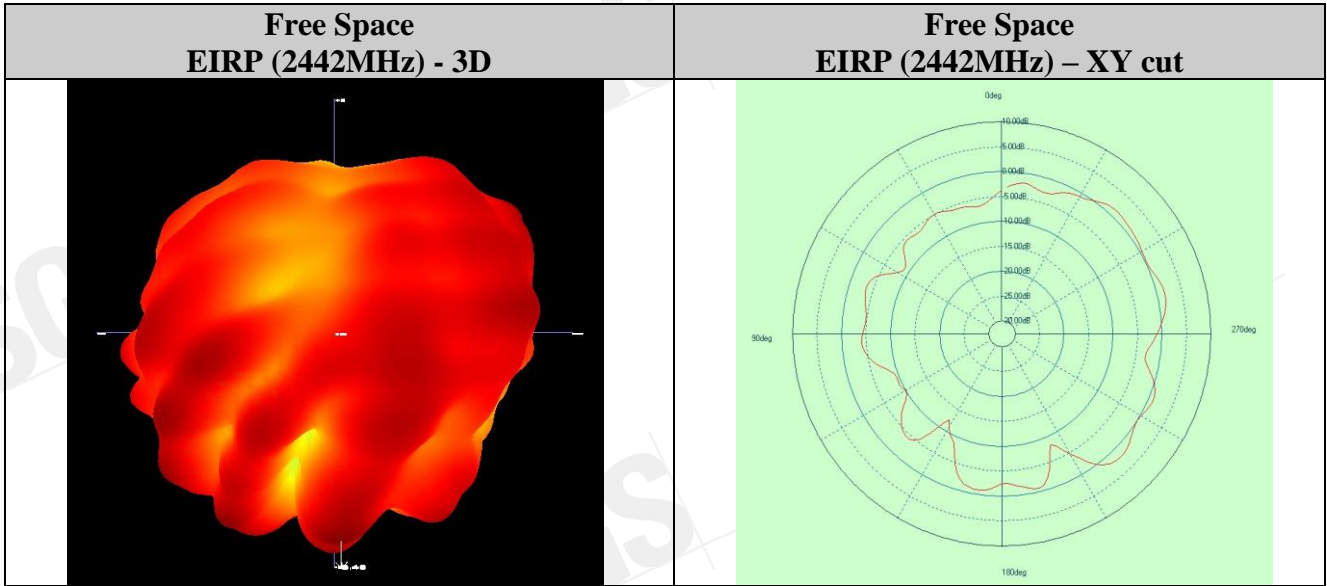 Free Space
EIRP (2442MHz) - 3D
Free Space
EIRP (2442MHz) – XY cut
0deg
10.00dB
5.00dB
0.00dB
-5.00dB
-10.00dB
-15.00dB
-20.00dB
-25.00dB
-30.00dB
90deg
270deg
180deg